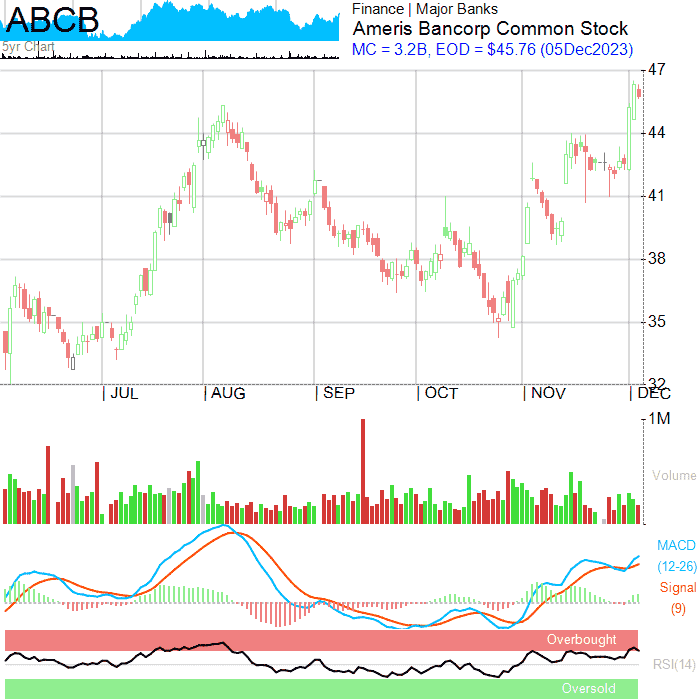 ABCB
5yr Chart
Finance | Major Banks
Ameris Bancorp Common Stock
MC = 3.2B, EOD = $45.76 (05Dec2023)
47
44
41
38
35
32
| JUL | AUG | SEP | OCT | NOV | DEC
1M
Volume
MACD
(12-26)
Signal
(9)
Overbought
RSI(14)
Oversold